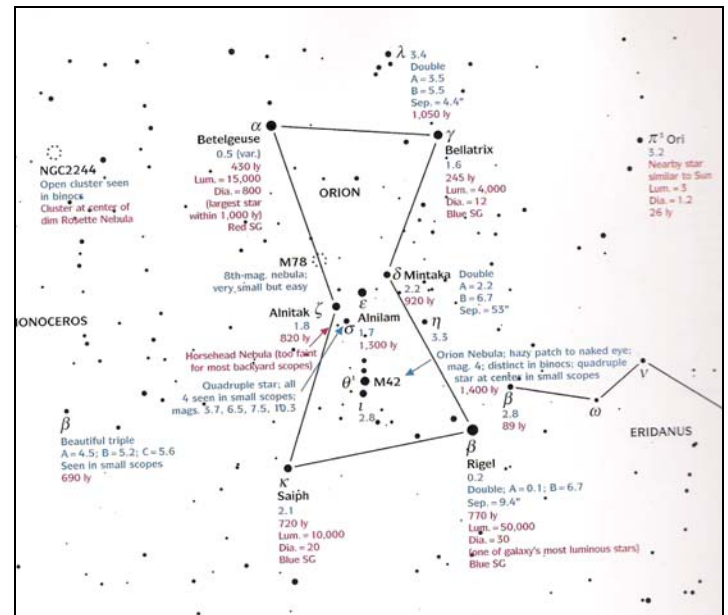 λ 3.4
Double
A = 3.5
B = 5.5
Sep. = 4.4"
1,050 ly
α
Betelgeuse
0.5 (var.)
430 ly
Lum. = 15,000
Dia. = 800
(largest star
within 1,000 ly)
Red SG
γ
Bellatrix
1.6
245 ly
Lum. = 4,000
Dia. = 12
Blue SG
π³ Ori
3.2
Nearby star
similar to Sun
Lum. = 3
Dia. = 1.2
26 ly
NGC2244
Open cluster seen
in binocs
Cluster at center of
dim Rosette Nebula
ORION
M78
8th-mag. nebula;
very small but easy
δ Mintaka
2.2
920 ly
Double
A = 2.2
B = 6.7
Sep. = 53"
ζ
Alnitak
1.8
820 ly
ε
Alnilam
1.7
1,300 ly
σ
η
3.3
IONOCEROS
Horsehead Nebula (too faint
for most backyard scopes)
Quadruple star; all
4 seen in small scopes;
mags. 3.7, 6.5, 7.5, 10.3
Orion Nebula; hazy patch to naked eye;
mag. 4; distinct in binocs; quadruple
star at center in small scopes
1,400 ly
θ¹
M42
ι
2.8
β
2.8
89 ly
ω
ν
ERIDANUS
β
Beautiful triple
A = 4.5; B = 5.2; C = 5.6
Seen in small scopes
690 ly
κ
Saiph
2.1
720 ly
Lum. = 10,000
Dia. = 20
Blue SG
β
Rigel
0.2
Double; A = 0.1; B = 6.7
Sep. = 9.4"
770 ly
Lum. = 50,000
Dia. = 30
(one of galaxy's most luminous stars)
Blue SG